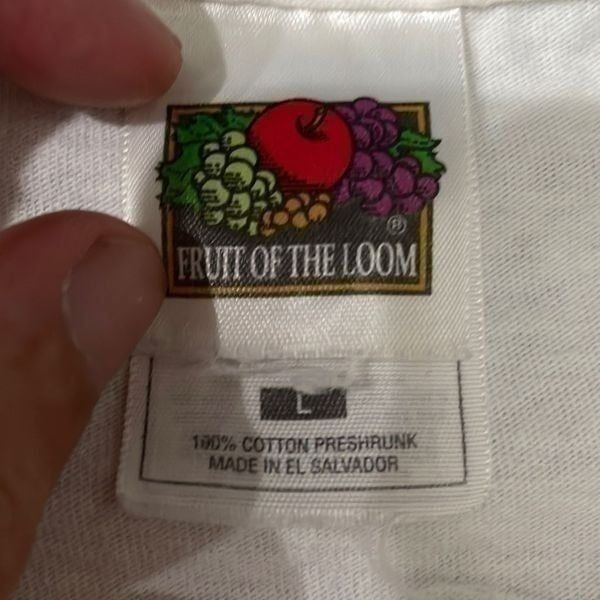 ®
FRUIT OF THE LOOM
L
100% COTTON PRESHRUNK
MADE IN EL SALVADOR